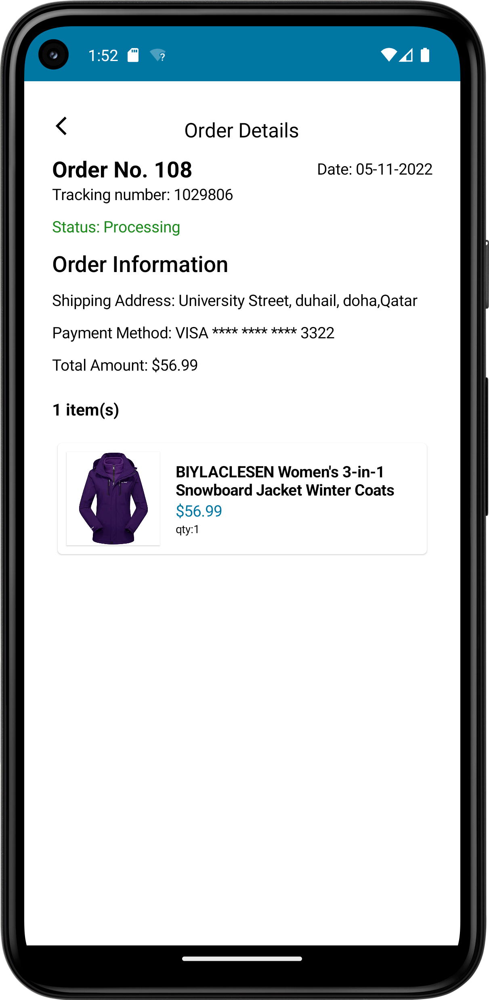 1:52
Order Details
Order No. 108
Date: 05-11-2022
Tracking number: 1029806
Status: Processing
Order Information
Shipping Address: University Street, duhail, doha,Qatar
Payment Method: VISA **** **** **** 3322
Total Amount: $56.99
1 item(s)
BIYLACLESEN Women's 3-in-1
Snowboard Jacket Winter Coats
$56.99
qty:1